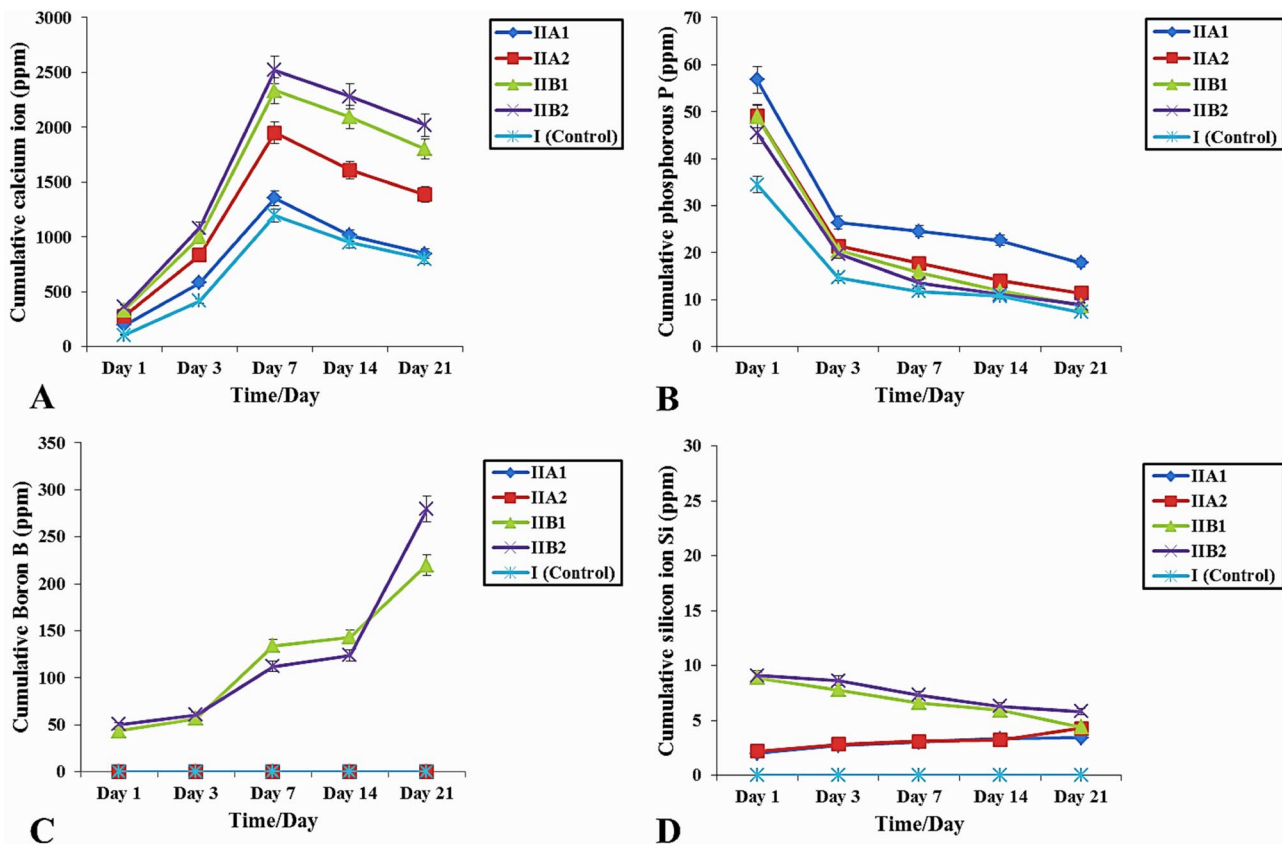 Cumulative calcium ion (ppm)
3000
2500
2000
1500
1000
500
0
Day 1 Day 3 Day 7 Day 14 Day 21
Time/Day
A
IIA1
IIA2
IIB1
IIB2
I (Control)
Cumulative phosphorous P (ppm)
70
60
50
40
30
20
10
0
Day 1 Day 3 Day 7 Day 14 Day 21
Time/Day
B
IIA1
IIA2
IIB1
IIB2
I (Control)
Cumulative Boron B (ppm)
350
300
250
200
150
100
50
0
Day 1 Day 3 Day 7 Day 14 Day 21
Time/Day
C
IIA1
IIA2
IIB1
IIB2
I (Control)
Cumulative silicon ion Si (ppm)
30
25
20
15
10
5
0
Day 1 Day 3 Day 7 Day 14 Day 21
Time/Day
D
IIA1
IIA2
IIB1
IIB2
I (Control)